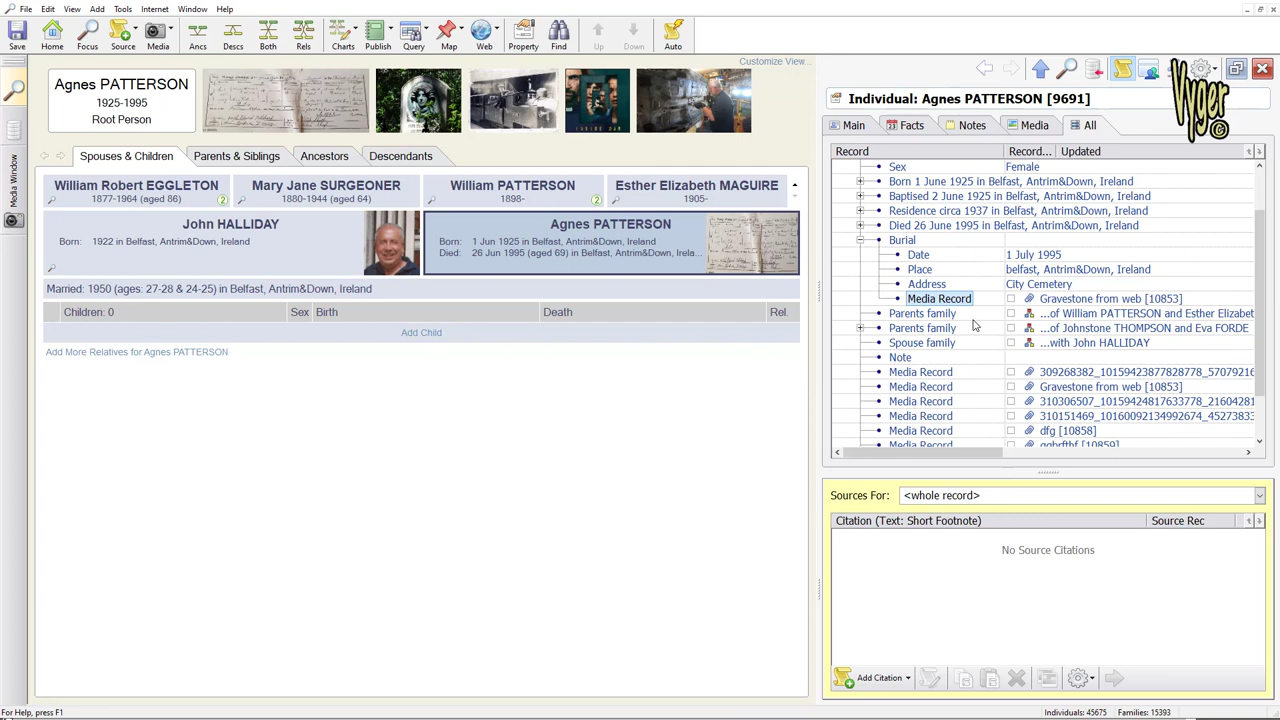 File Edit View Add Tools Internet Window Help
Save Home Focus Source Media Ancs Descs Both Rels Charts Publish Query Map Web Property Find Up Down Auto
Customize View...
Agnes PATTERSON
1925-1995
Root Person
Spouses & Children Parents & Siblings Ancestors Descendants
William Robert EGGLETON
1877-1964 (aged 86) 2
Mary Jane SURGEONER
1880-1944 (aged 64)
William PATTERSON
1898- 2
Esther Elizabeth MAGUIRE
1905-
John HALLIDAY
Born: 1922 in Belfast, Antrim&Down, Ireland
Agnes PATTERSON
Born: 1 Jun 1925 in Belfast, Antrim&Down, Ireland
Died: 26 Jun 1995 (aged 69) in Belfast, Antrim&Down, Irela...
Married: 1950 (ages: 27-28 & 24-25) in Belfast, Antrim&Down, Ireland
Children: 0 Sex Birth Death Rel.
Add Child
Add More Relatives for Agnes PATTERSON
Media Window
Vyger ©
Individual: Agnes PATTERSON [9691]
Main Facts Notes Media All
Record Record... Updated
Sex Female
Born 1 June 1925 in Belfast, Antrim&Down, Ireland
Baptised 2 June 1925 in Belfast, Antrim&Down, Ireland
Residence circa 1937 in Belfast, Antrim&Down, Ireland
Died 26 June 1995 in Belfast, Antrim&Down, Ireland
Burial
Date 1 July 1995
Place belfast, Antrim&Down, Ireland
Address City Cemetery
Media Record Gravestone from web [10853]
Parents family ...of William PATTERSON and Esther Elizabet
Parents family ...of Johnstone THOMPSON and Eva FORDE
Spouse family ...with John HALLIDAY
Note
Media Record 309268382_10159423877828778_57079216
Media Record Gravestone from web [10853]
Media Record 310306507_10159424817633778_21604281
Media Record 310151469_10160092134992674_45273833
Media Record dfg [10858]
Media Record
Sources For: <whole record>
Citation (Text: Short Footnote) Source Rec
No Source Citations
Add Citation
For Help, press F1
Individuals: 45675 Families: 15393